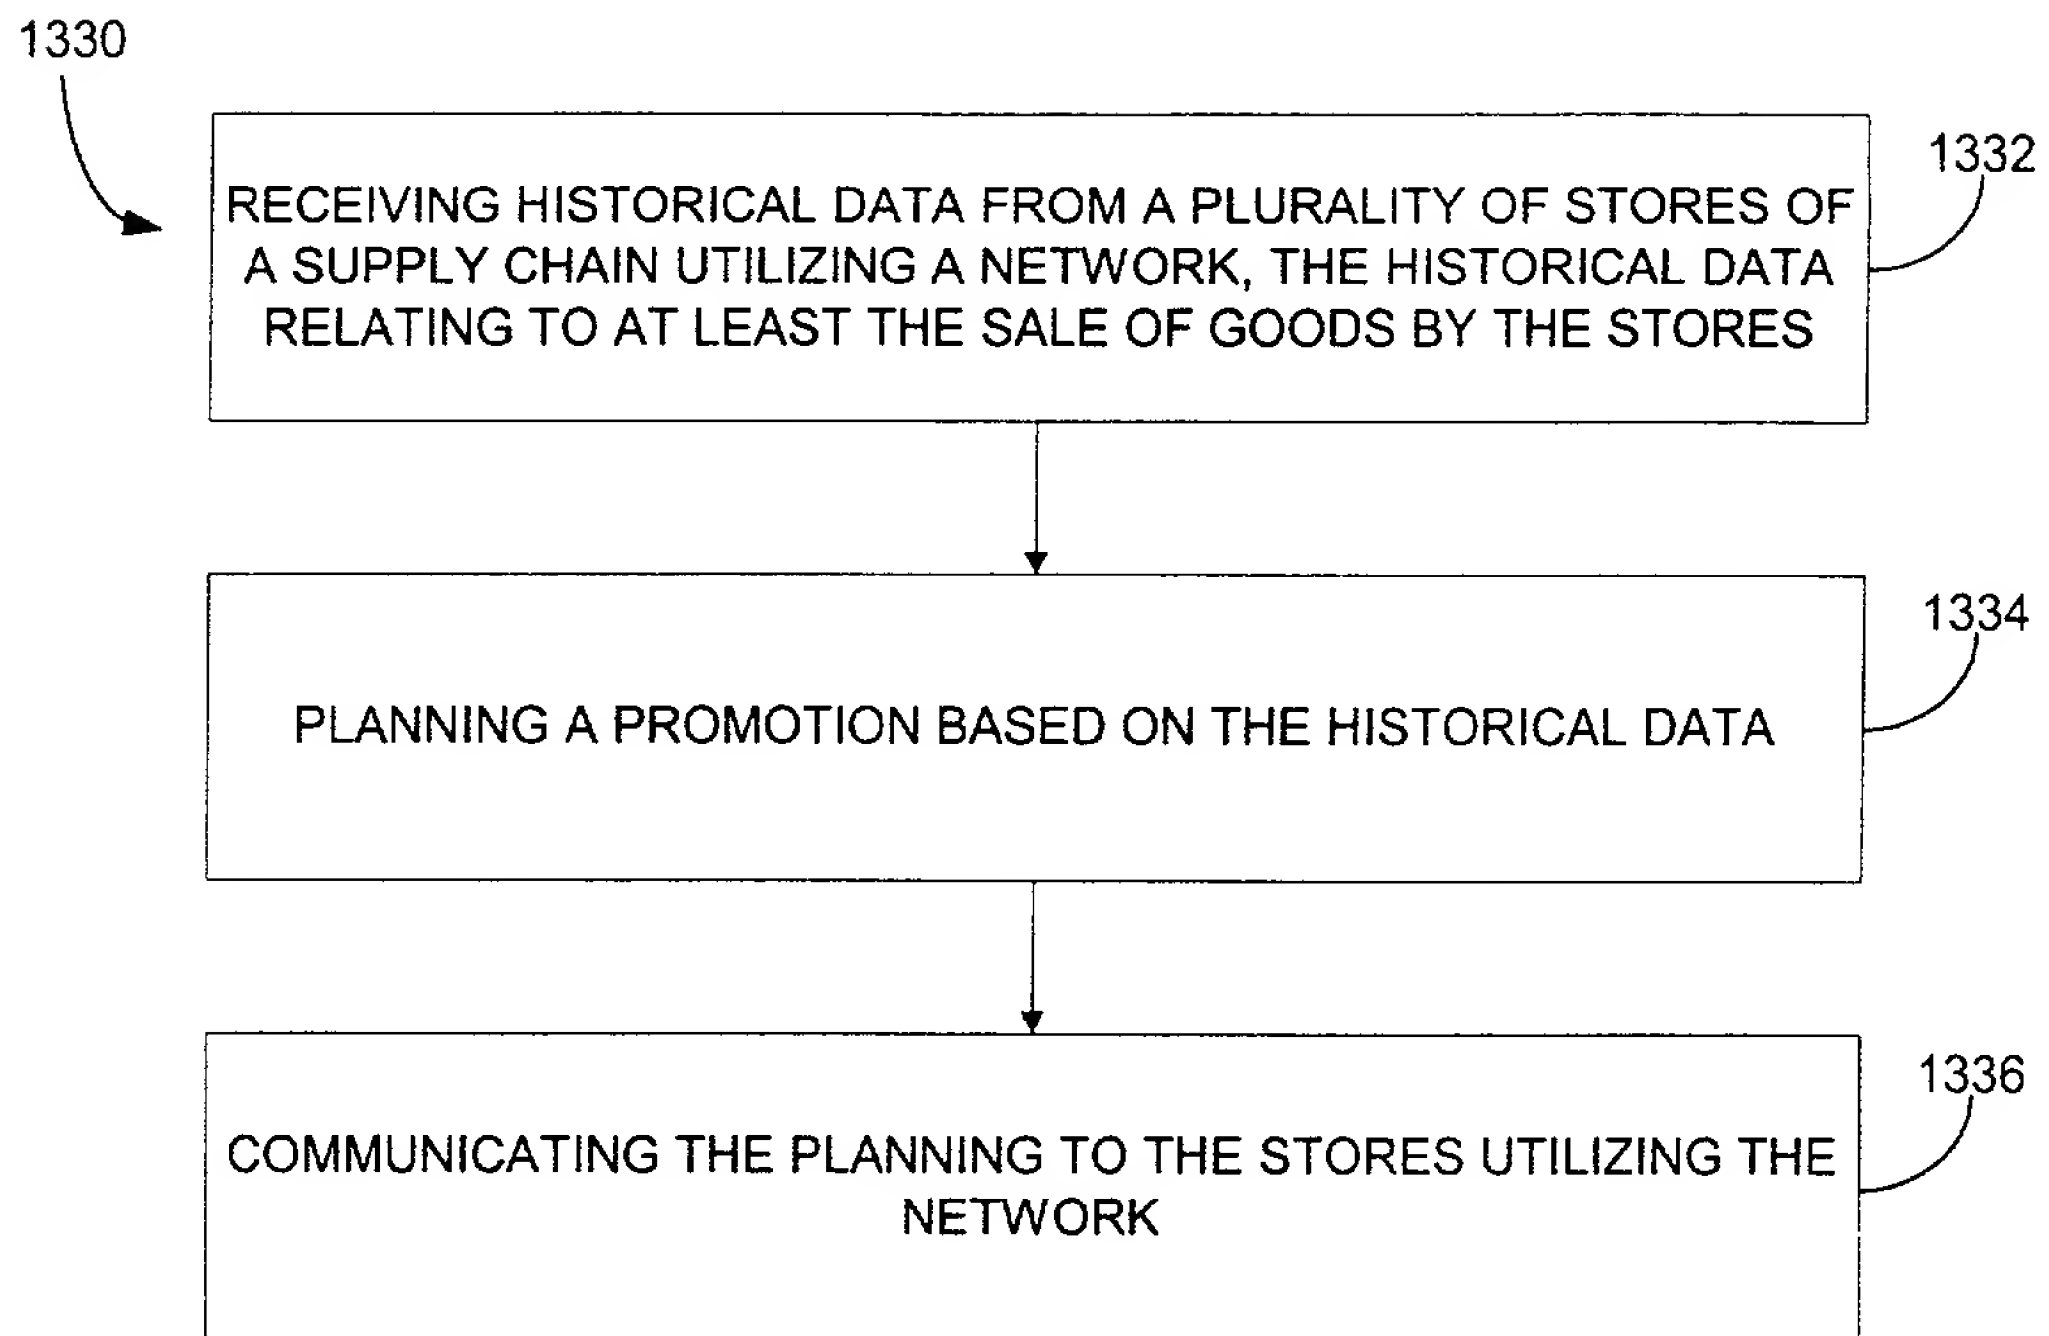 1330
1332
RECEIVING HISTORICAL DATA FROM A PLURALITY OF STORES OF
A SUPPLY CHAIN UTILIZING A NETWORK, THE HISTORICAL DATA
RELATING TO AT LEAST THE SALE OF GOODS BY THE STORES
1334
PLANNING A PROMOTION BASED ON THE HISTORICAL DATA
1336
COMMUNICATING THE PLANNING TO THE STORES UTILIZING THE
NETWORK